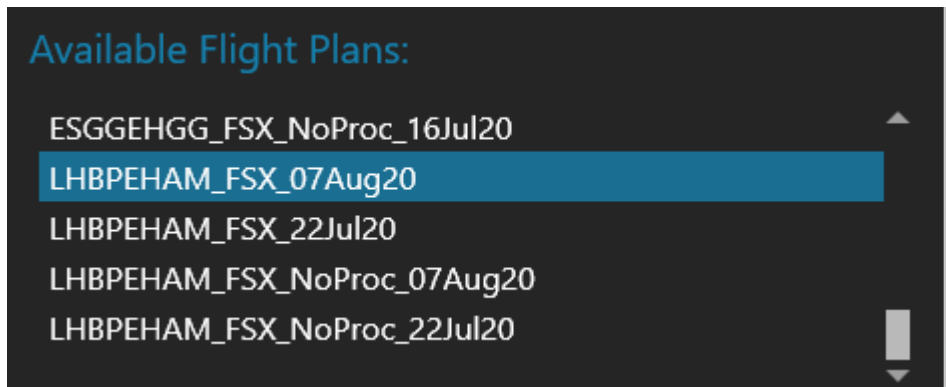 Available Flight Plans:
ESGGEHGG_FSX_NoProc_16Jul20
LHBPEHAM_FSX_07Aug20
LHBPEHAM_FSX_22Jul20
LHBPEHAM_FSX_NoProc_07Aug20
LHBPEHAM_FSX_NoProc_22Jul20